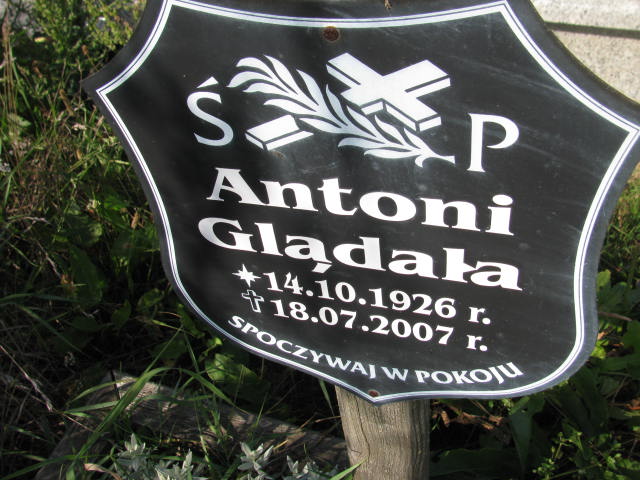 Ś P
Antoni
Glądała
*14.10.1926 r.
✝18.07.2007 r.
SPOCZYWAJ W POKOJU